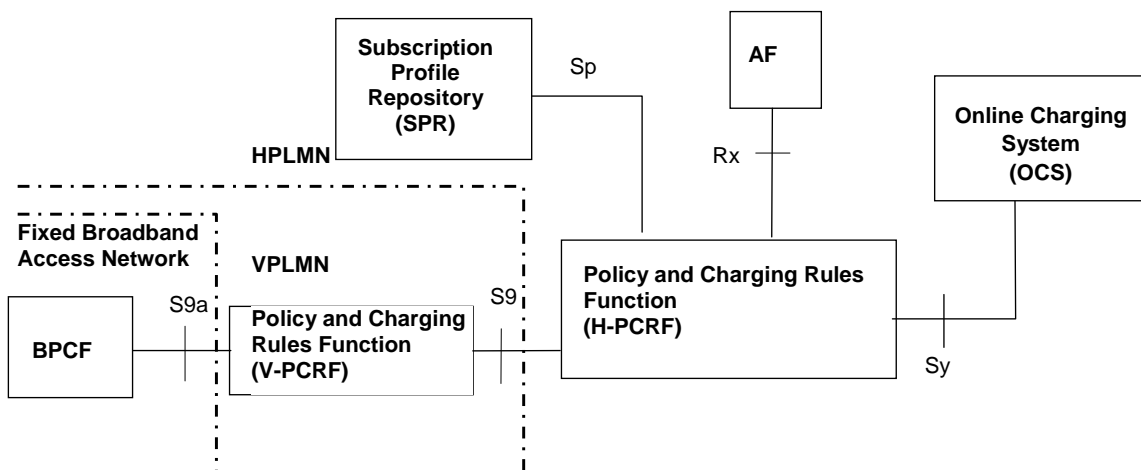 Subscription
Profile
Repository
(SPR)
Sp
AF
Online Charging
System
(OCS)
Rx
HPLMN
Fixed Broadband
Access Network
VPLMN
S9a
S9
BPCF
Policy and Charging
Rules Function
(V-PCRF)
Policy and Charging Rules
Function
(H-PCRF)
Sy